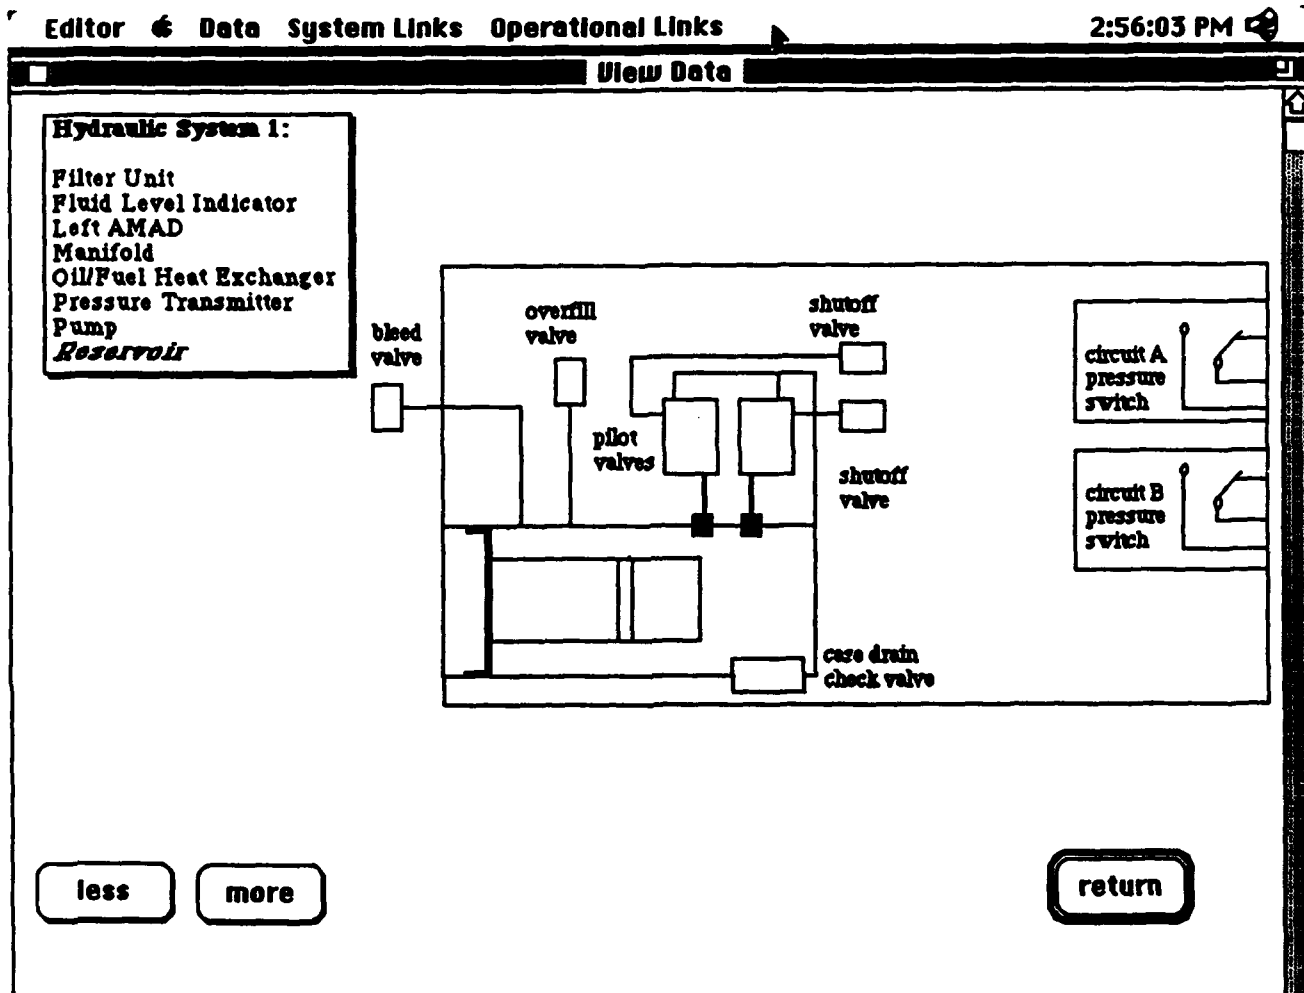 Editor Data System Links Operational Links 2:56:03 PM
View Data
Hydraulic System 1:
Filter Unit
Fluid Level Indicator
Left AMAD
Manifold
Oil/Fuel Heat Exchanger
Pressure Transmitter
Pump
Reservoir
bleed
valve
overfill
valve
shutoff
valve
pilot
valves
shutoff
valve
circuit A
pressure
switch
circuit B
pressure
switch
case drain
check valve
less
more
return